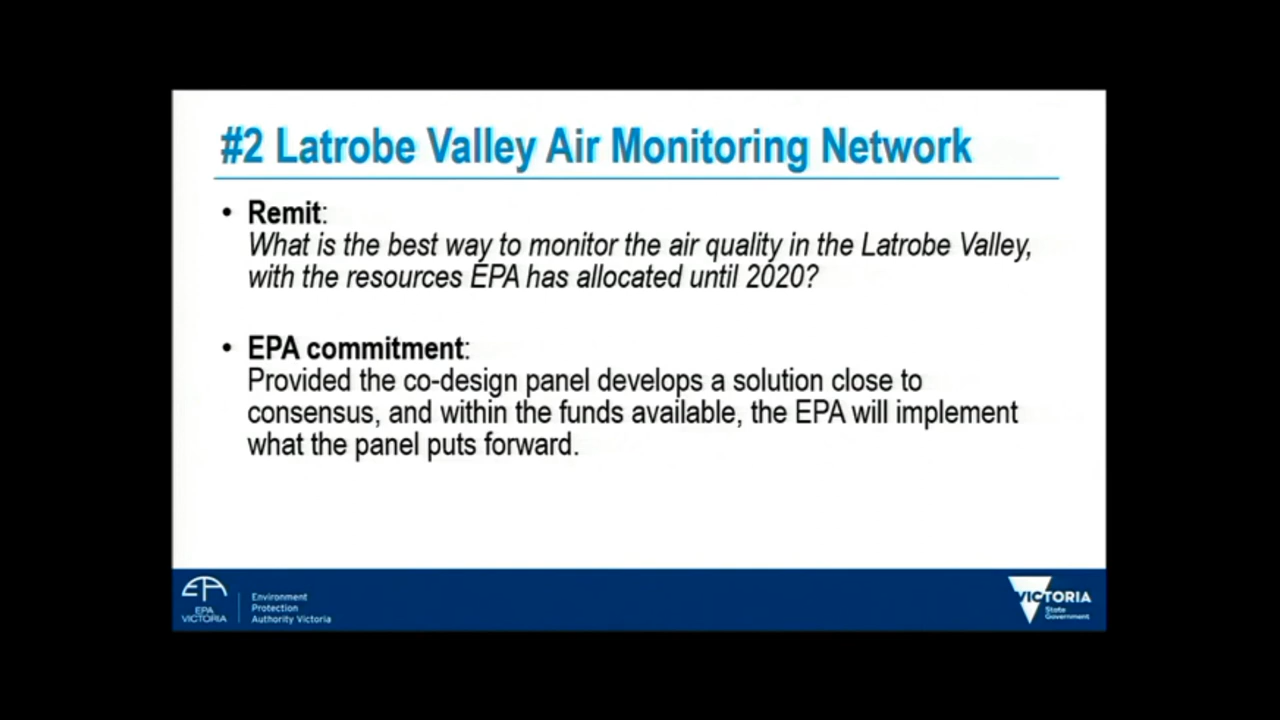 #2 Latrobe Valley Air Monitoring Network
• Remit:
What is the best way to monitor the air quality in the Latrobe Valley,
with the resources EPA has allocated until 2020?
• EPA commitment:
Provided the co-design panel develops a solution close to
consensus, and within the funds available, the EPA will implement
what the panel puts forward.
EPA
EPA
VICTORIA
Environment
Protection
Authority Victoria
VICTORIA
State
Government